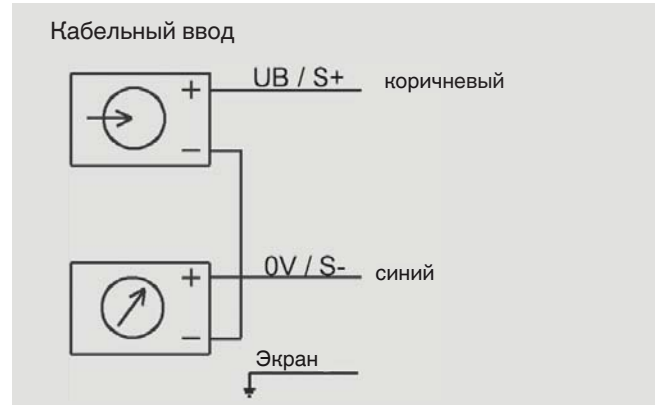 Кабельный ввод
+ UB / S+ коричневый
−
+ 0V / S- синий
−
Экран